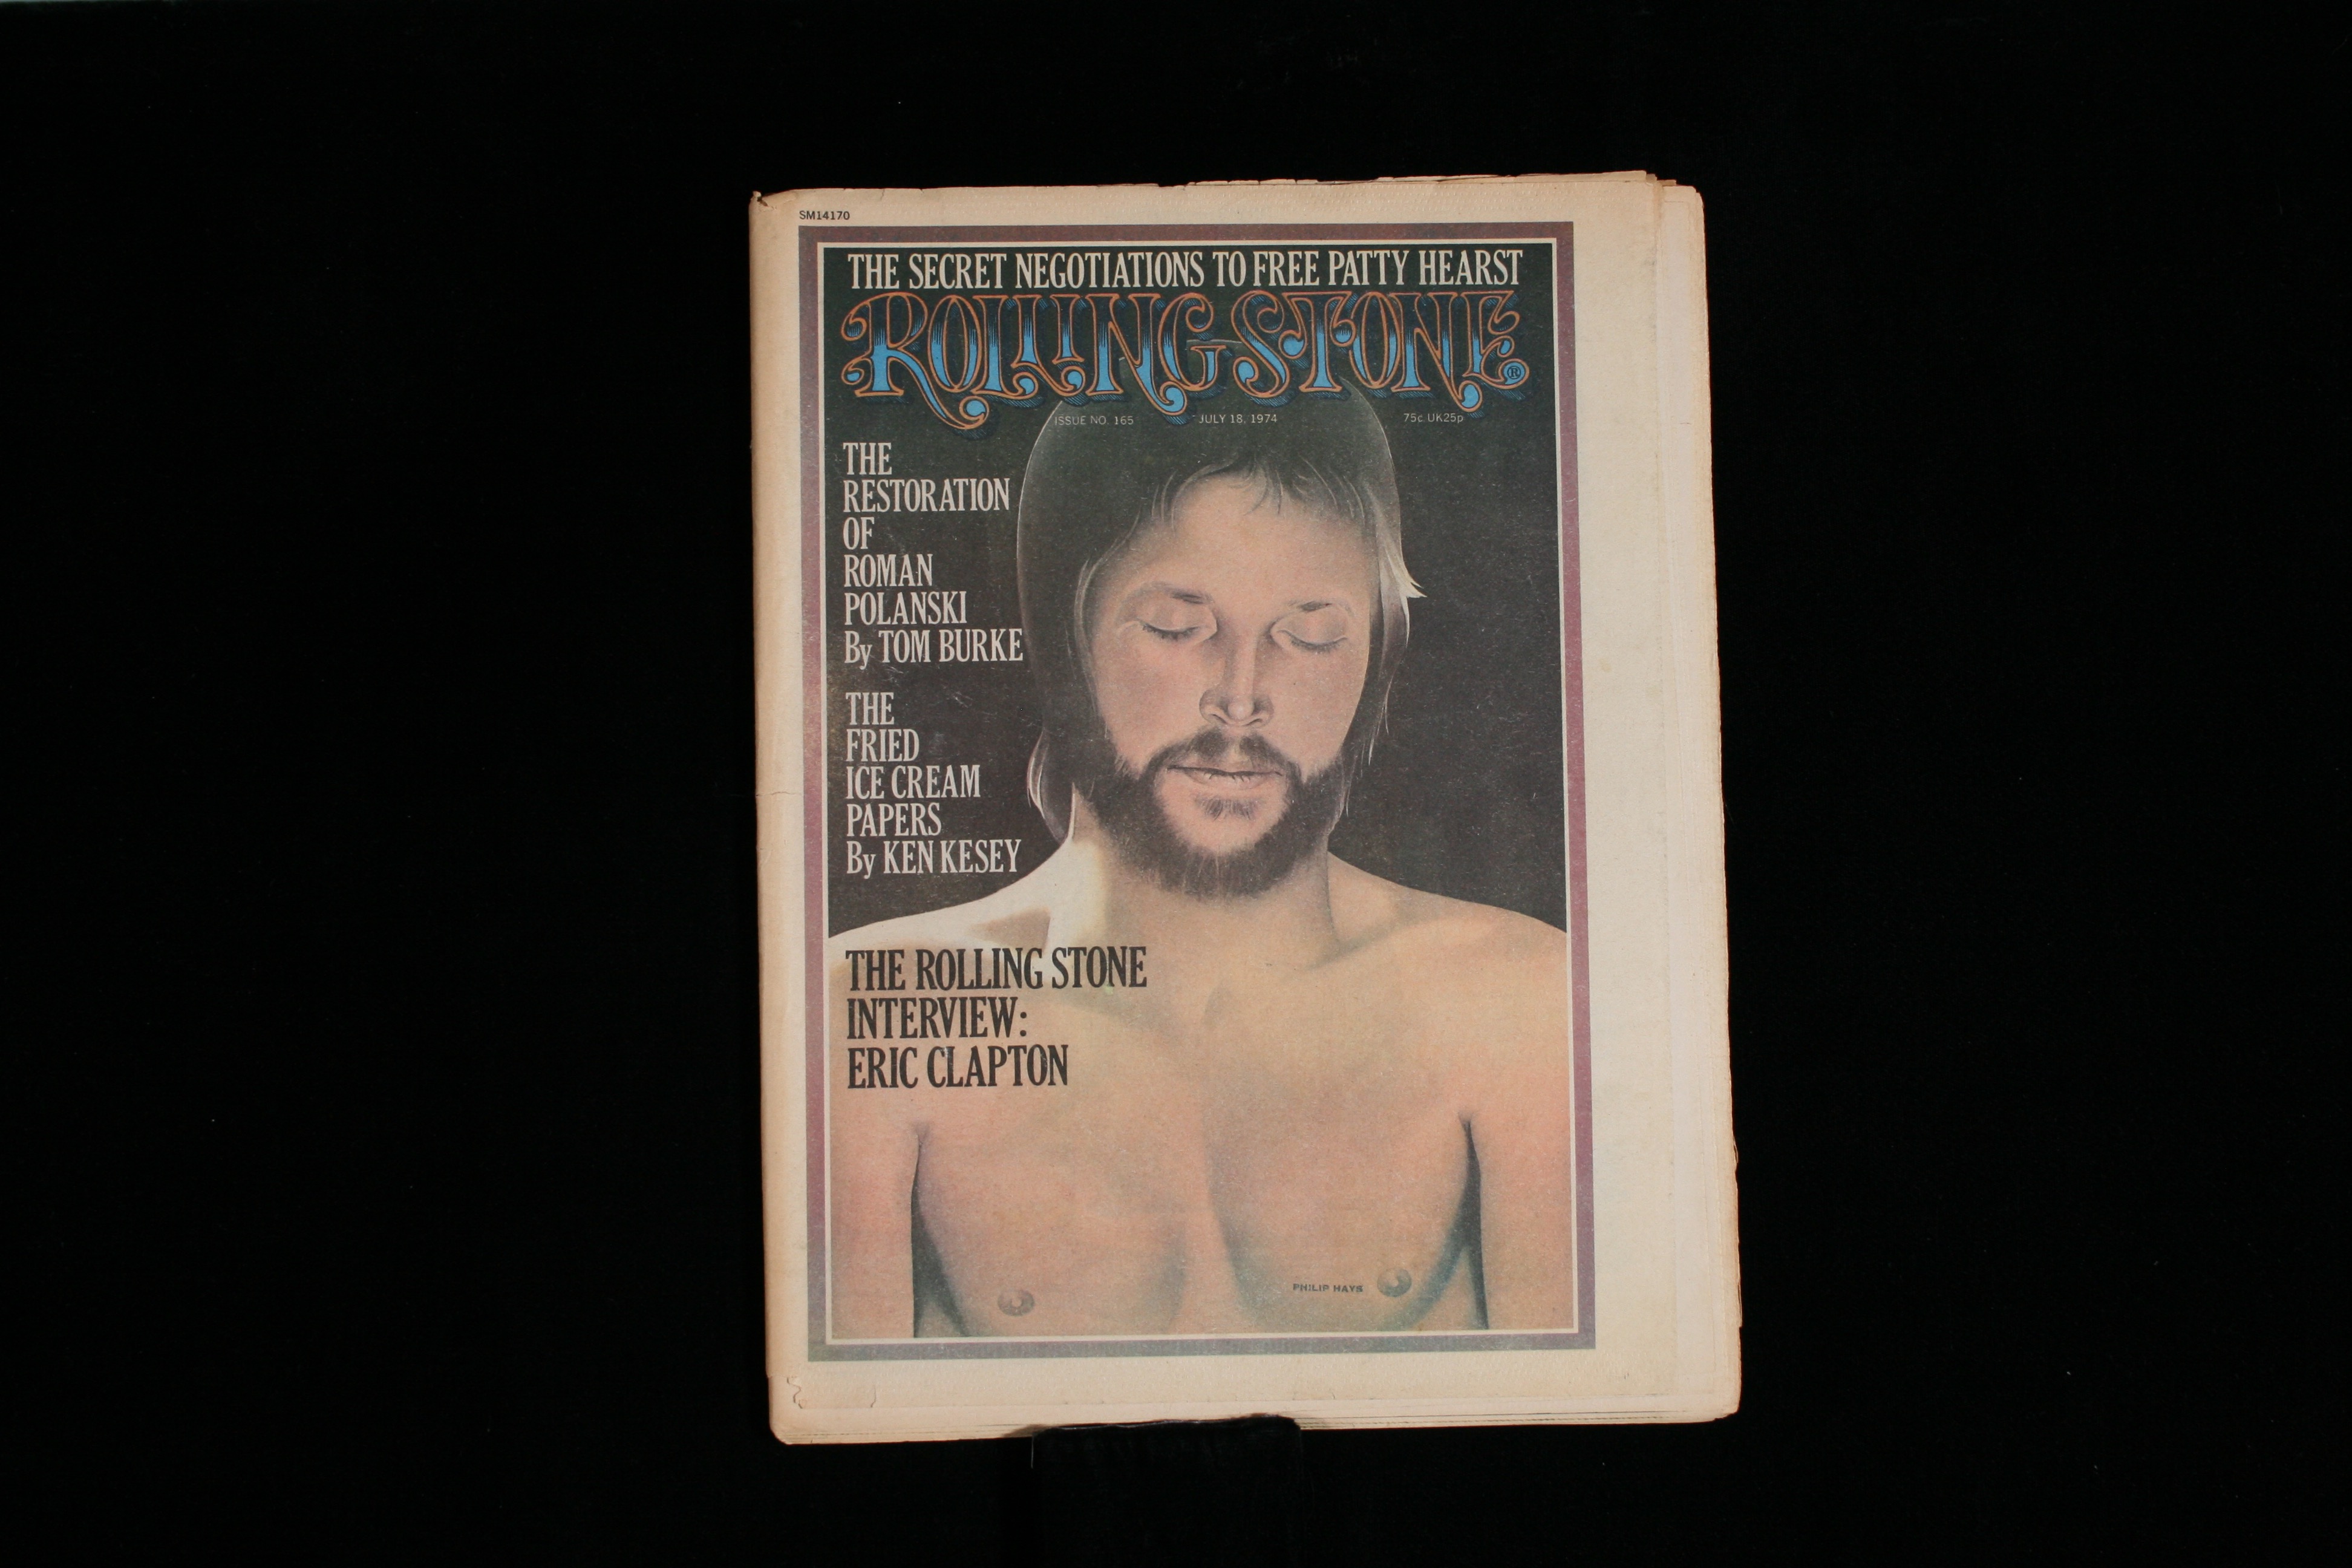 SM14170
THE SECRET NEGOTIATIONS TO FREE PATTY HEARST
ROLLING STONE®
ISSUE NO. 165 JULY 18, 1974 75c. UK25p
THE
RESTORATION
OF
ROMAN
POLANSKI
By TOM BURKE
THE
FRIED
ICE CREAM
PAPERS
By KEN KESEY
THE ROLLING STONE
INTERVIEW:
ERIC CLAPTON
PHILIP HAYS